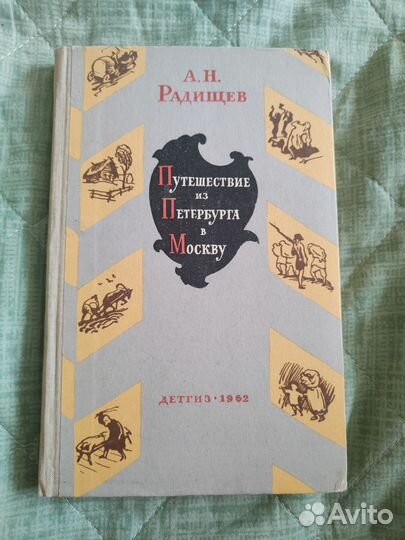 А.Н.
РАДИЩЕВ
ПУТЕШЕСТВИЕ
ИЗ
ПЕТЕРБУРГА
В
МОСКВУ
ДЕТГИЗ · 1962
Avito